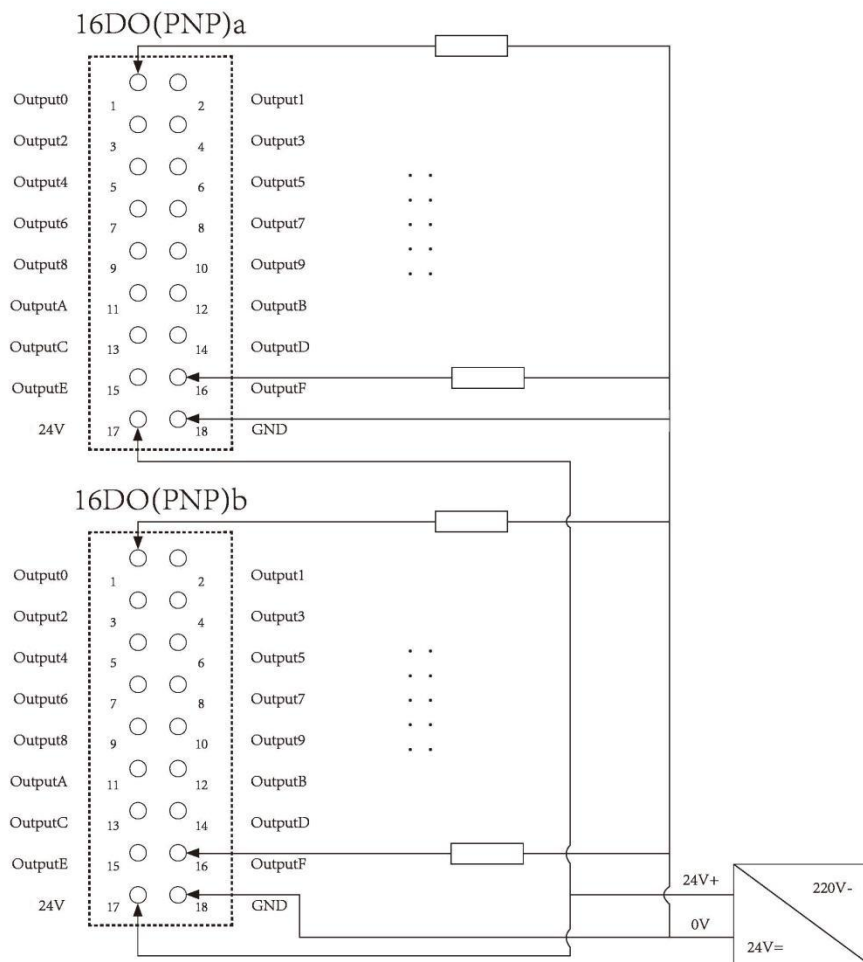 16DO(PNP)a
Output0 1 2 Output1
Output2 3 4 Output3
Output4 5 6 Output5
Output6 7 8 Output7
Output8 9 10 Output9
OutputA 11 12 OutputB
OutputC 13 14 OutputD
OutputE 15 16 OutputF
24V 17 18 GND
16DO(PNP)b
Output0 1 2 Output1
Output2 3 4 Output3
Output4 5 6 Output5
Output6 7 8 Output7
Output8 9 10 Output9
OutputA 11 12 OutputB
OutputC 13 14 OutputD
OutputE 15 16 OutputF
24V 17 18 GND
24V+
220V-
0V
24V=